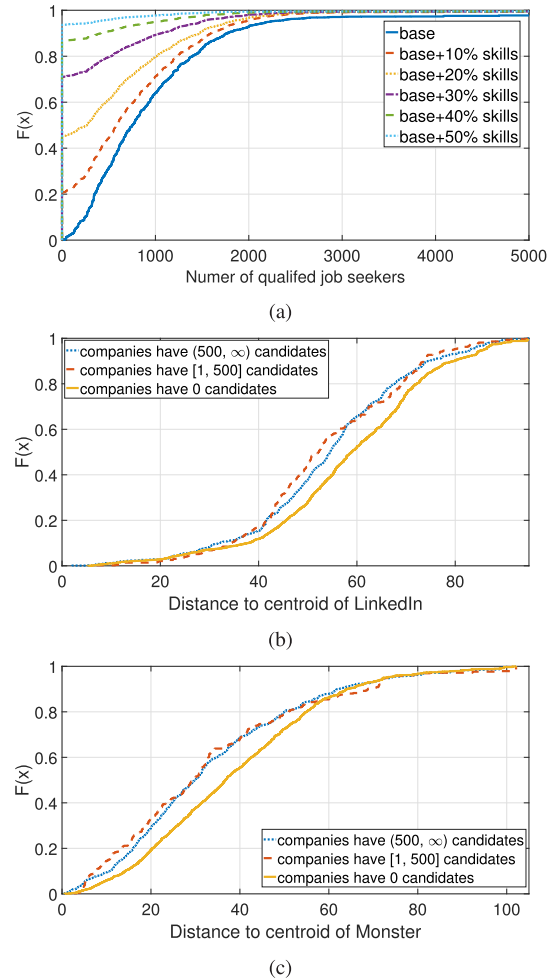 1
0.8
0.6
0.4
0.2
0
F(x)
base
base+10% skills
base+20% skills
base+30% skills
base+40% skills
base+50% skills
0 1000 2000 3000 4000 5000
Numer of qualifed job seekers
(a)
1
0.8
0.6
0.4
0.2
0
F(x)
companies have (500, ∞) candidates
companies have [1, 500] candidates
companies have 0 candidates
0 20 40 60 80
Distance to centroid of LinkedIn
(b)
1
0.8
0.6
0.4
0.2
0
F(x)
companies have (500, ∞) candidates
companies have [1, 500] candidates
companies have 0 candidates
0 20 40 60 80 100
Distance to centroid of Monster
(c)